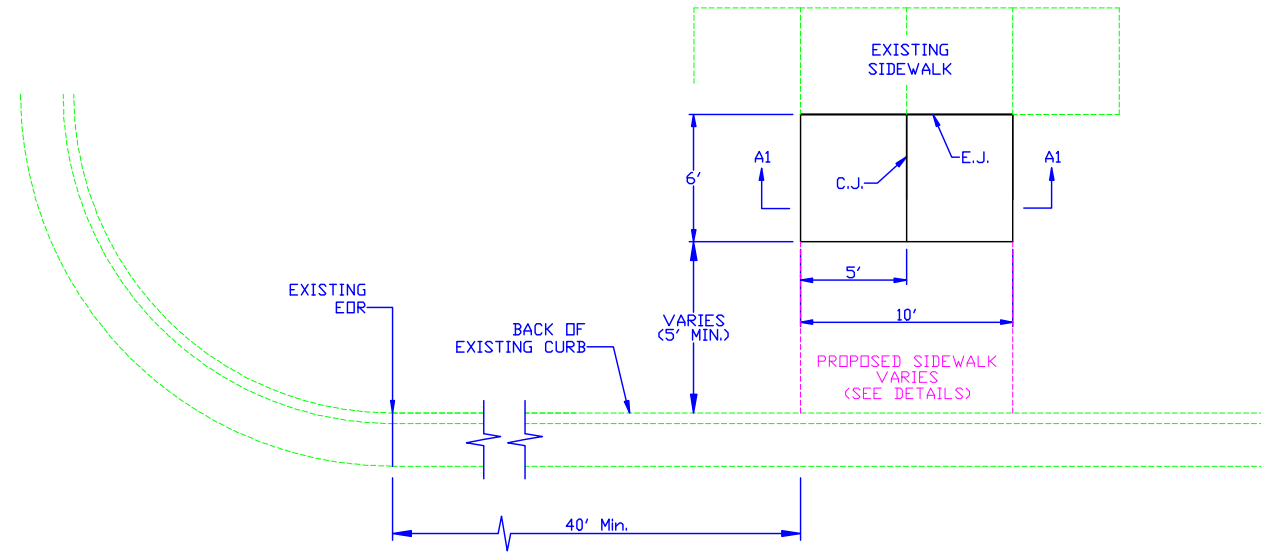 EXISTING
SIDEWALK
A1
E.J.
A1
C.J.
6'
5'
EXISTING
EOR
10'
VARIES
(5' MIN.)
BACK OF
EXISTING CURB
PROPOSED SIDEWALK
VARIES
(SEE DETAILS)
40' Min.